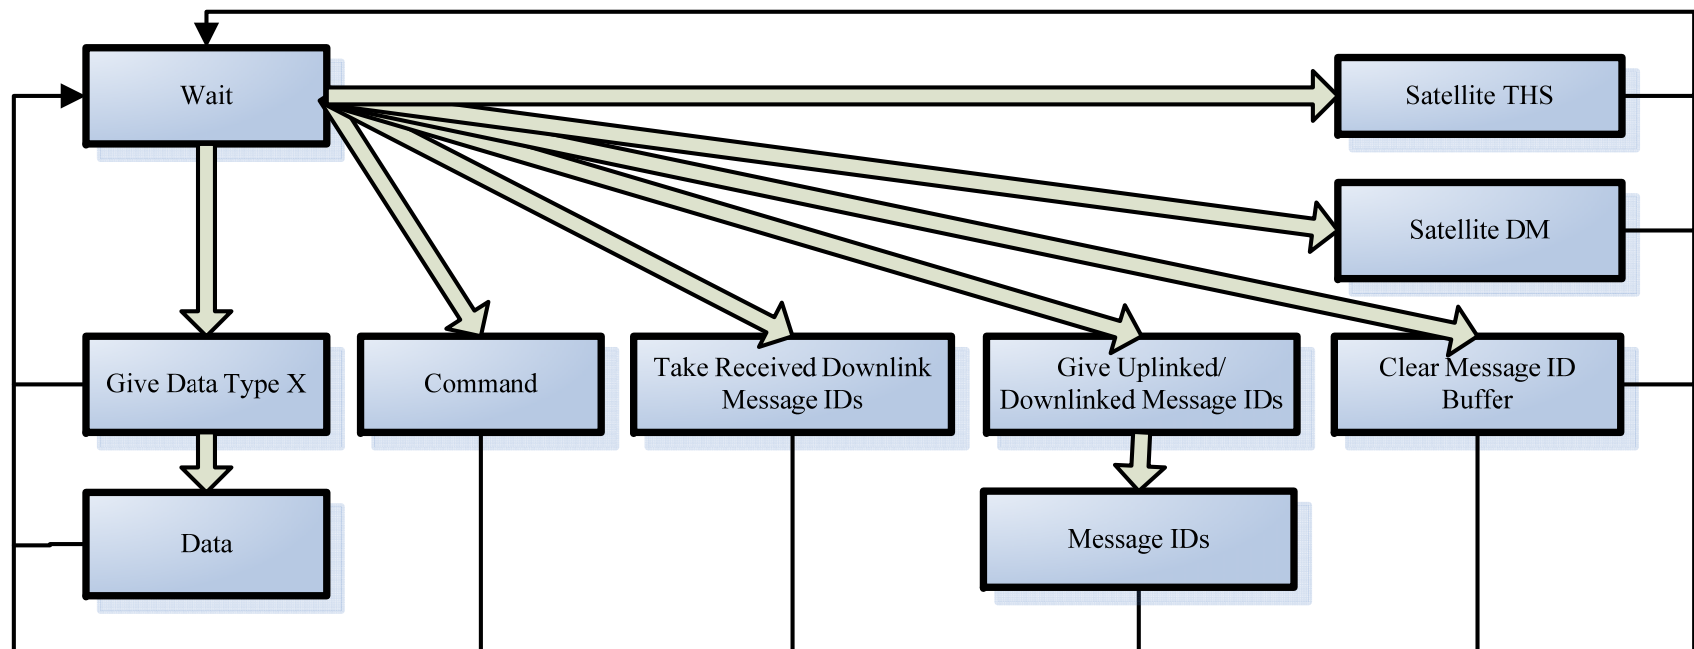 Wait
Satellite THS
Satellite DM
Give Data Type X
Command
Take Received Downlink
Message IDs
Give Uplinked/
Downlinked Message IDs
Clear Message ID
Buffer
Data
Message IDs